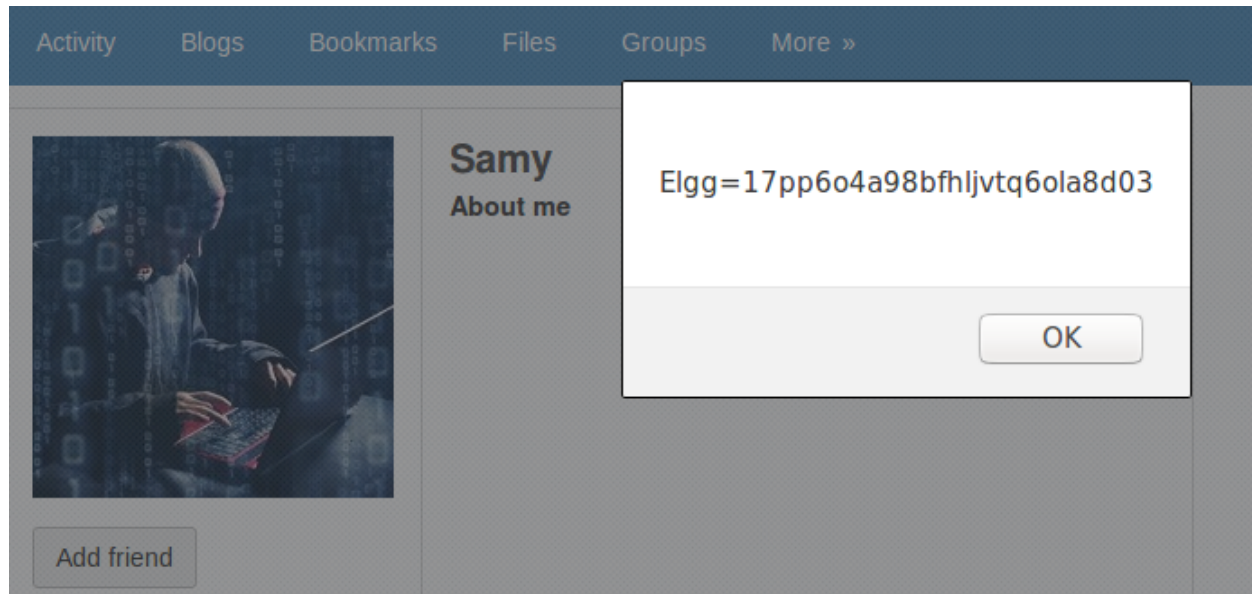 Activity Blogs Bookmarks Files Groups More »
Samy
About me
Elgg=17pp6o4a98bfhljvtq6ola8d03
OK
Add friend